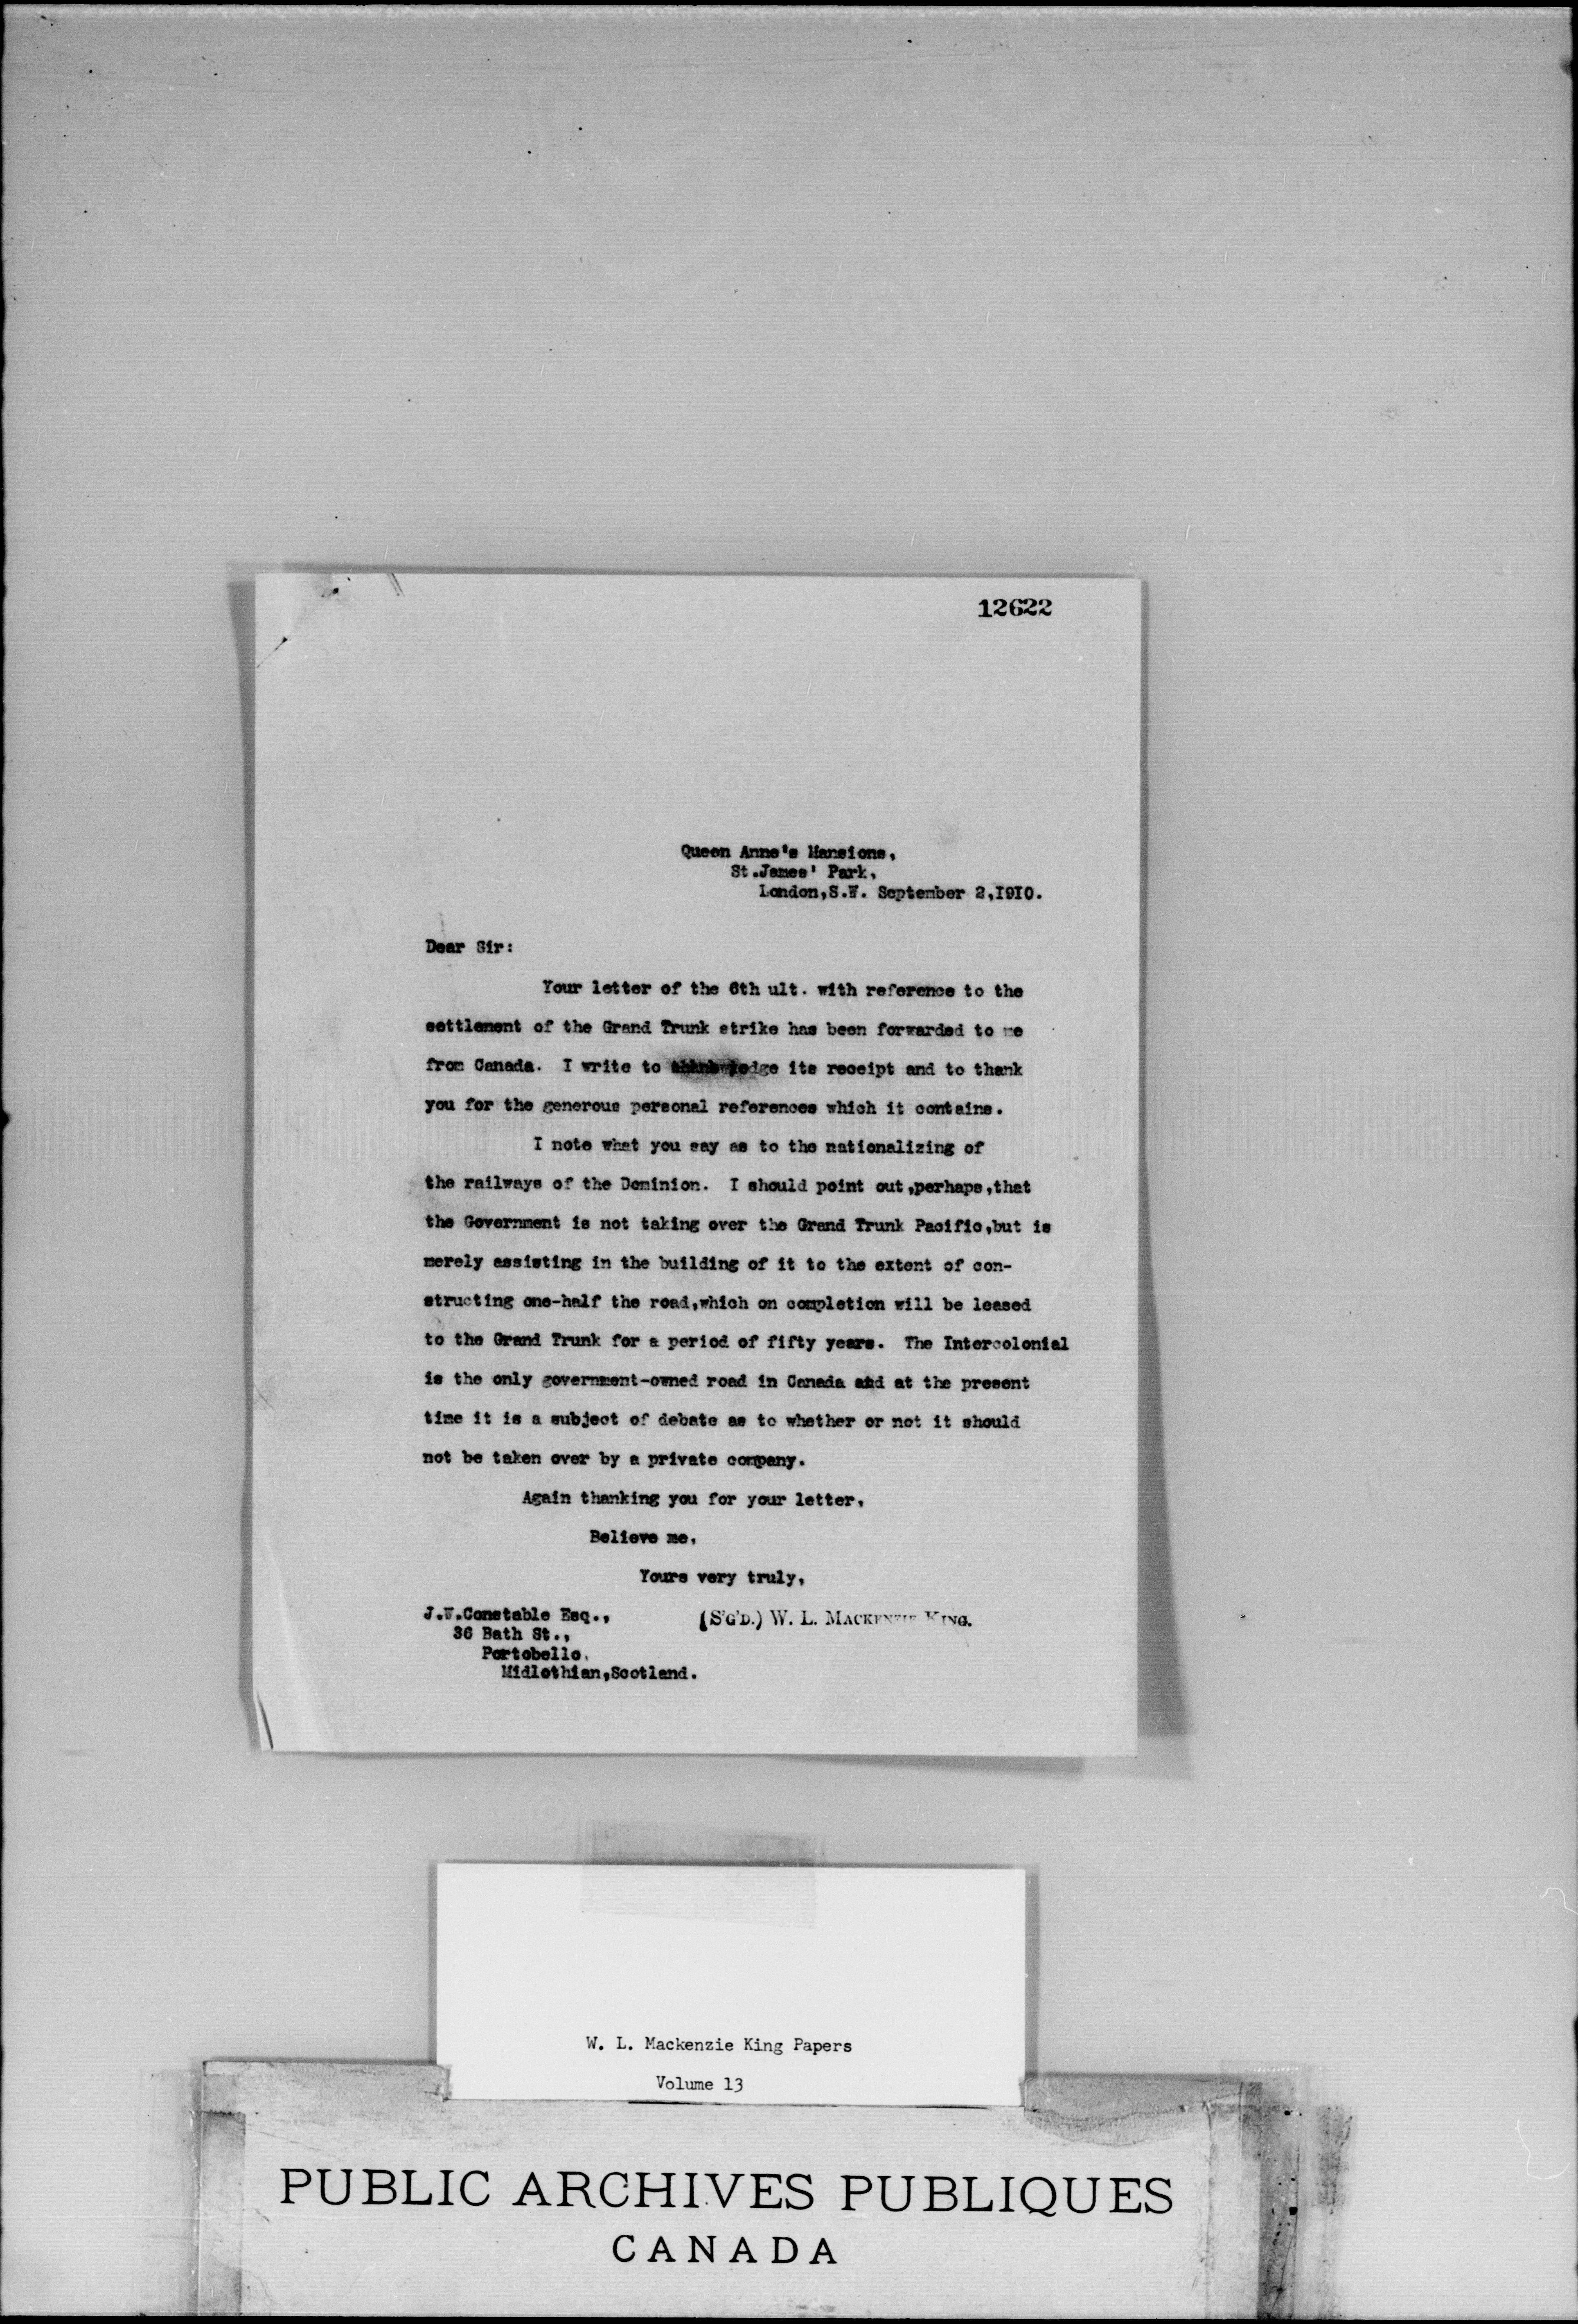 12622
Queen Anne's Mansions,
St.James' Park,
London,S.W. September 2,I9I0.
Dear Sir:
Your letter of the 6th ult. with reference to the
settlement of the Grand Trunk strike has been forwarded to me
from Canada. I write to its receipt and to thank
you for the generous personal references which it contains.
I note what you say as to the nationalizing of
the railways of the Dominion. I should point out,perhaps,that
the Government is not taking over the Grand Trunk Pacific,but is
merely assisting in the building of it to the extent of con-
structing one-half the road,which on completion will be leased
to the Grand Trunk for a period of fifty years. The Intercolonial
is the only government-owned road in Canada and at the present
time it is a subject of debate as to whether or not it should
not be taken over by a private company.
Again thanking you for your letter,
Believe me,
Yours very truly,
J.W.Constable Esq., (S'G'D.) W. L. MACKENZIE KING.
36 Bath St.,
Portobello,
Midlothian,Scotland.
W. L. Mackenzie King Papers
Volume 13
PUBLIC ARCHIVES PUBLIQUES
CANADA